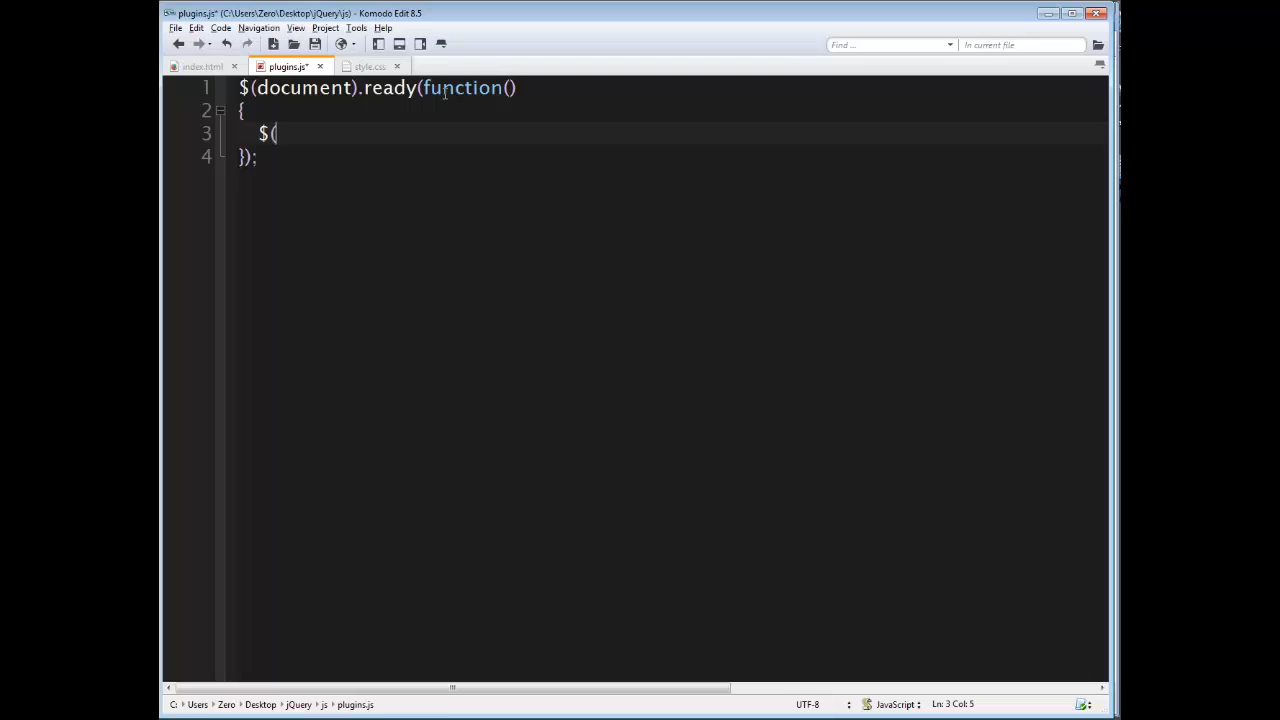 plugins.js* (C:\Users\Zero\Desktop\jQuery\js) - Komodo Edit 8.5
File Edit Code Navigation View Project Tools Help
Find ... In current file
index.html plugins.js* style.css
1 $(document).ready(function()
2 {
3 $(
4 });
C: Users Zero Desktop jQuery js plugins.js UTF-8 JavaScript Ln: 3 Col: 5